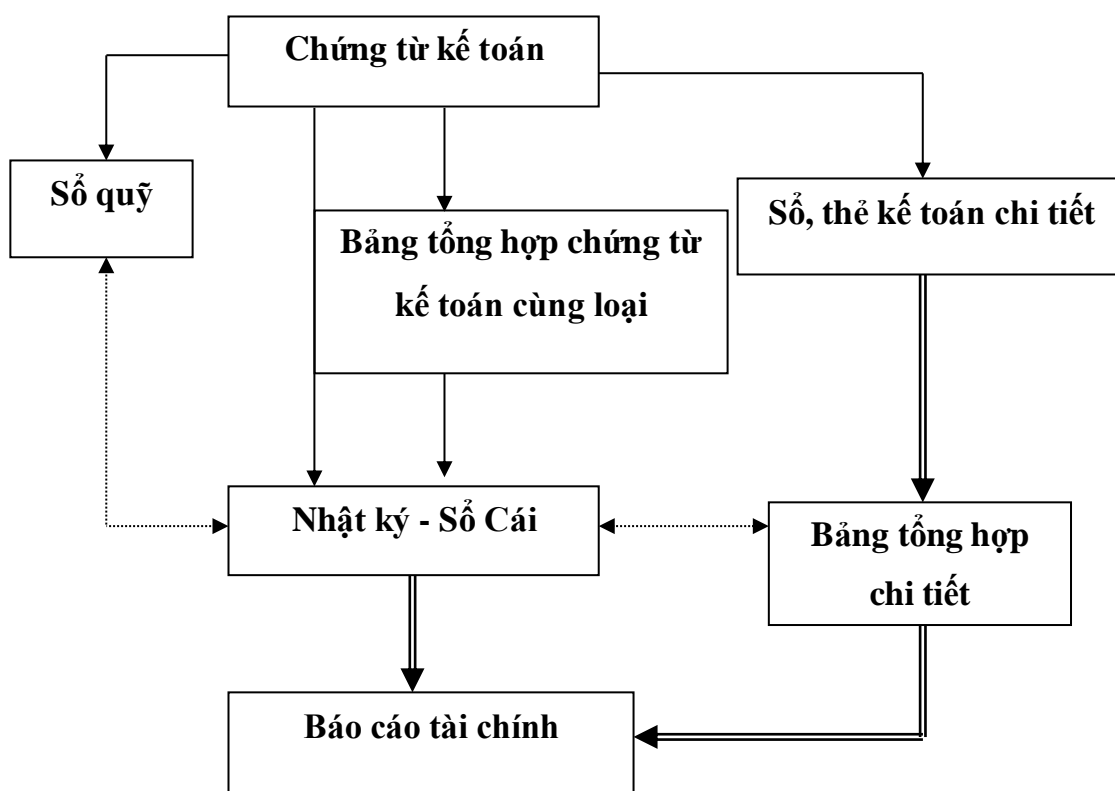 Chứng từ kế toán
Sổ quỹ
Sổ, thẻ kế toán chi tiết
Bảng tổng hợp chứng từ
kế toán cùng loại
Nhật ký - Sổ Cái
Bảng tổng hợp
chi tiết
Báo cáo tài chính